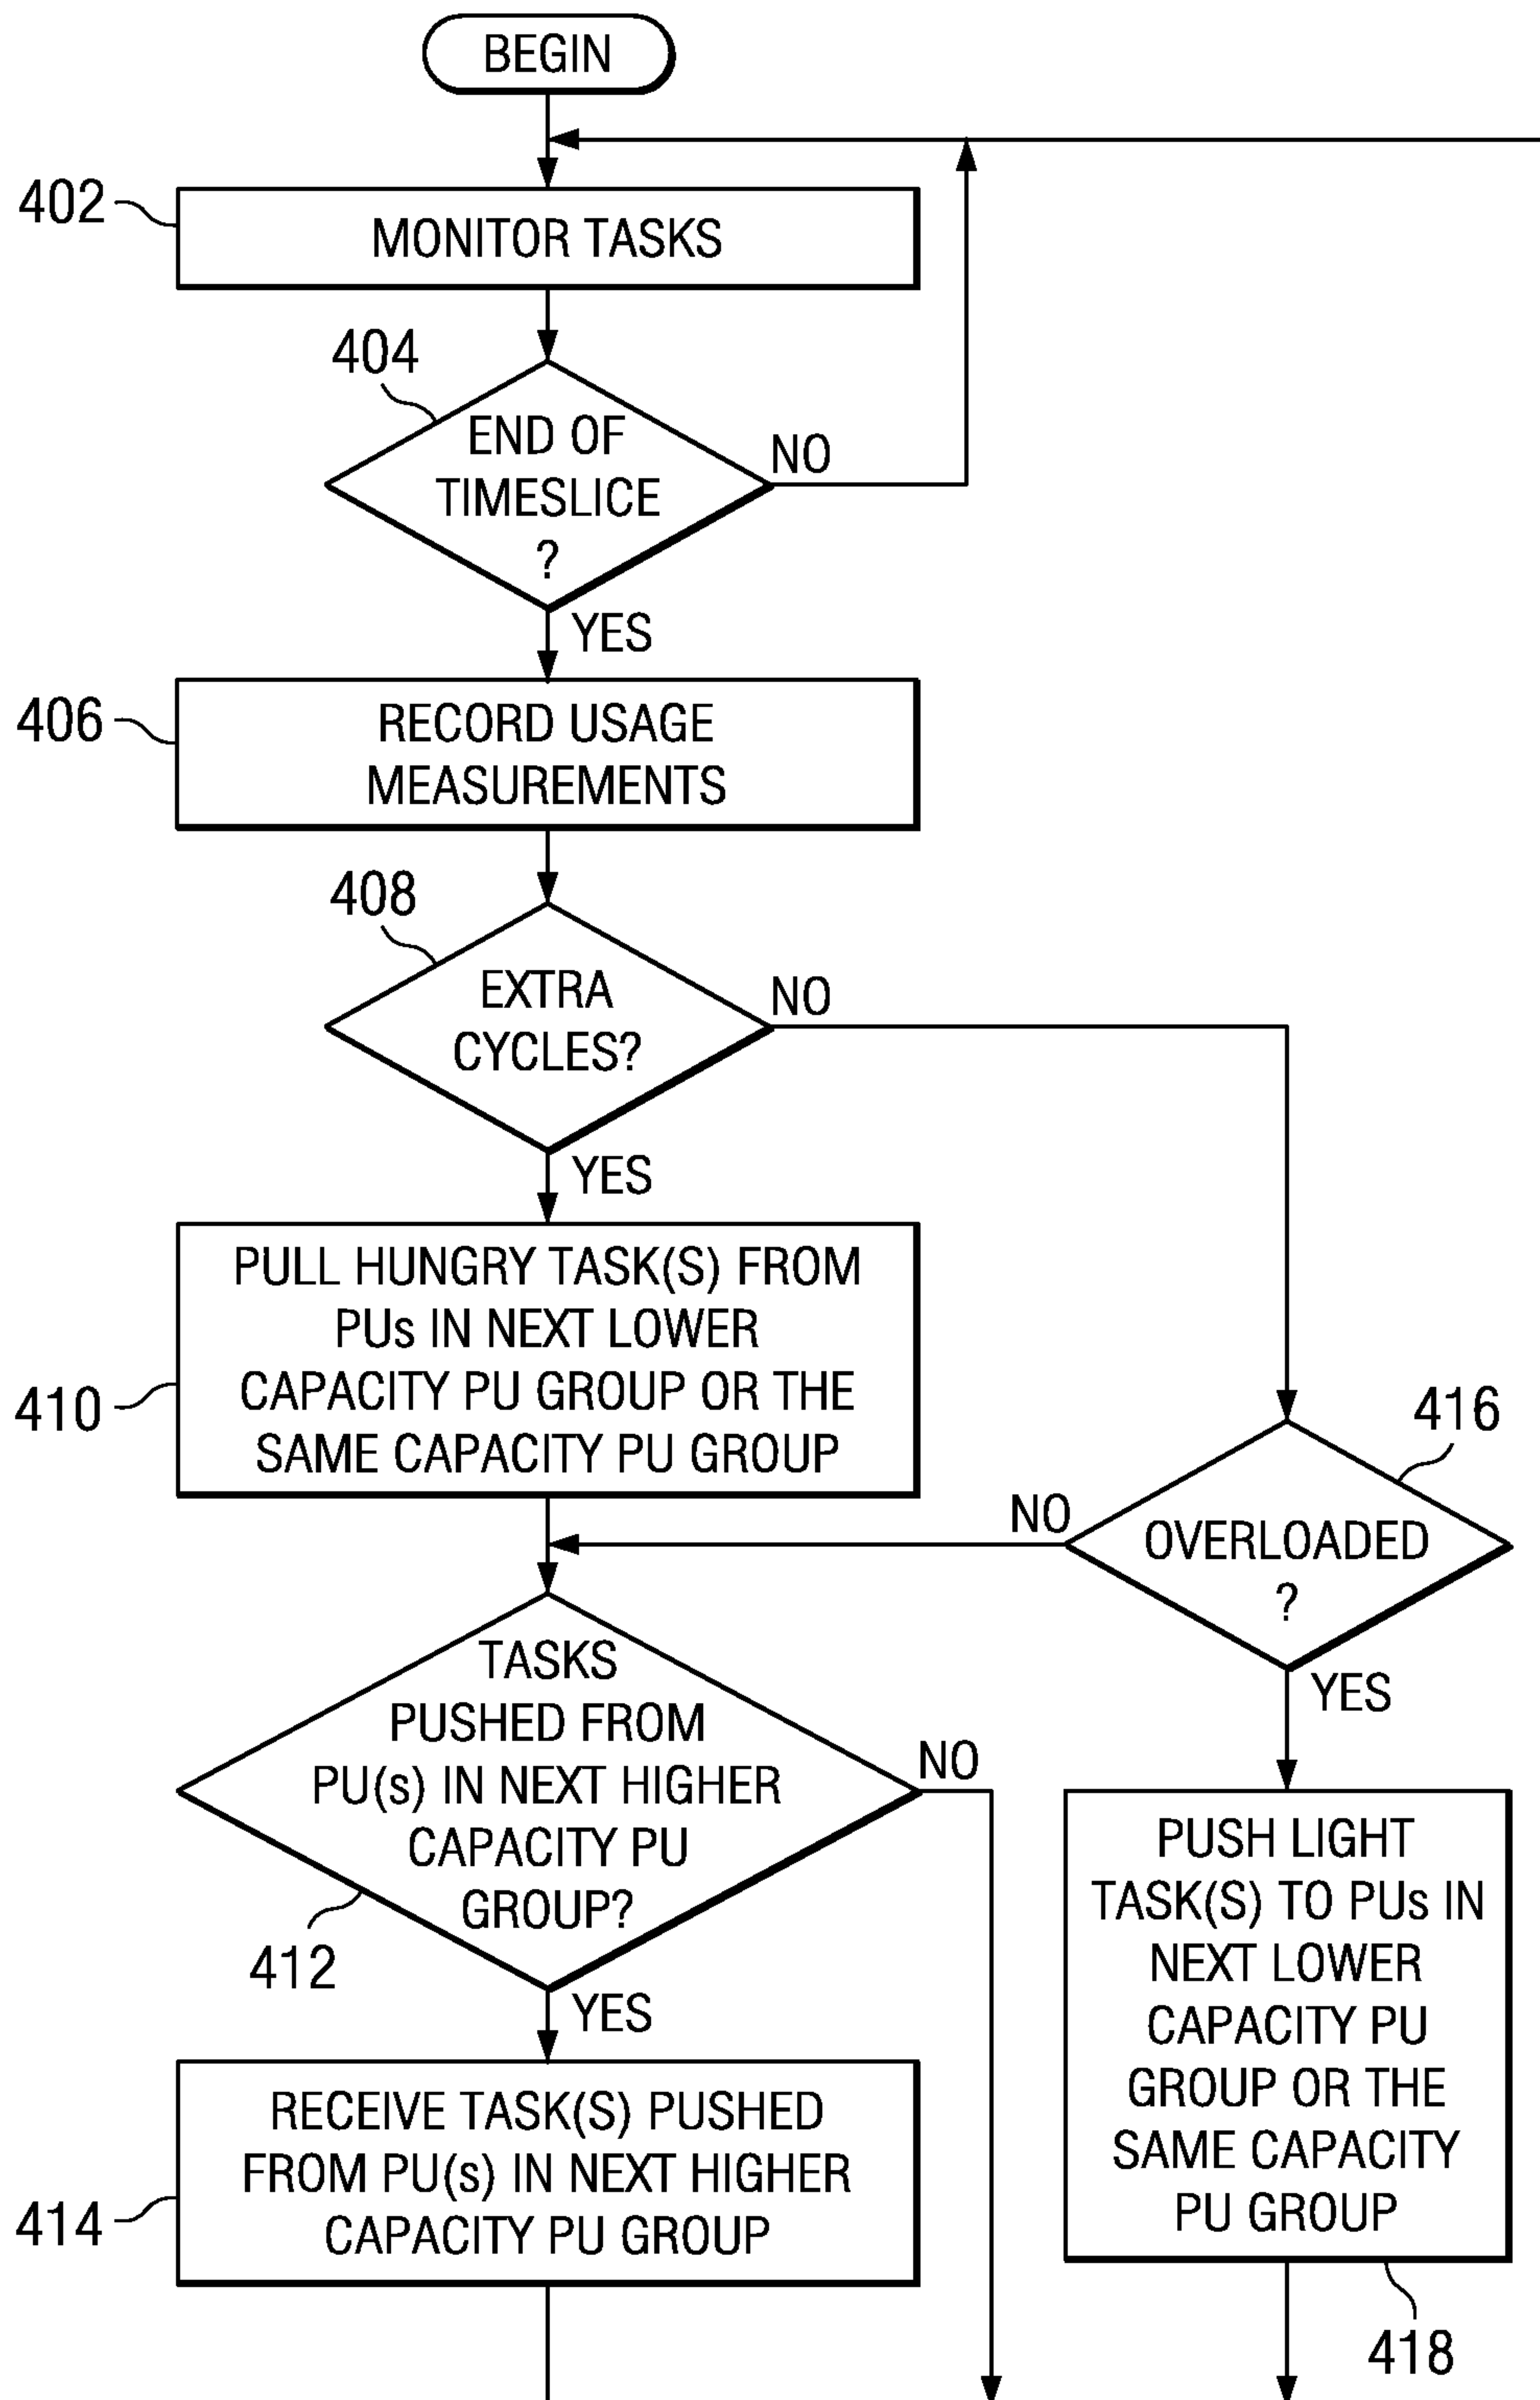 BEGIN
402
MONITOR TASKS
404
END OF
TIMESLICE
?
NO
YES
406
RECORD USAGE
MEASUREMENTS
408
EXTRA
CYCLES?
NO
YES
410
PULL HUNGRY TASK(S) FROM
PUs IN NEXT LOWER
CAPACITY PU GROUP OR THE
SAME CAPACITY PU GROUP
416
OVERLOADED
?
NO
YES
TASKS
PUSHED FROM
PU(s) IN NEXT HIGHER
CAPACITY PU
GROUP?
412
NO
YES
414
RECEIVE TASK(S) PUSHED
FROM PU(s) IN NEXT HIGHER
CAPACITY PU GROUP
PUSH LIGHT
TASK(S) TO PUs IN
NEXT LOWER
CAPACITY PU
GROUP OR THE
SAME CAPACITY
PU GROUP
418